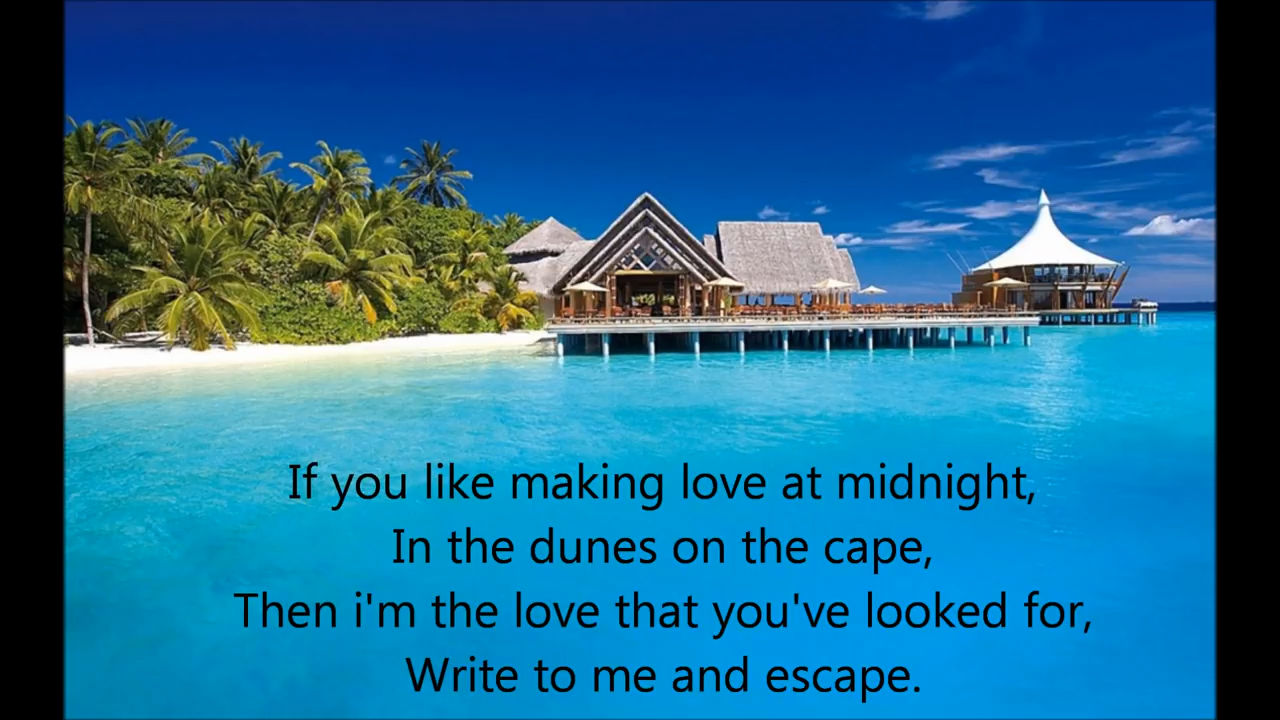 If you like making love at midnight,
In the dunes on the cape,
Then i'm the love that you've looked for,
Write to me and escape.